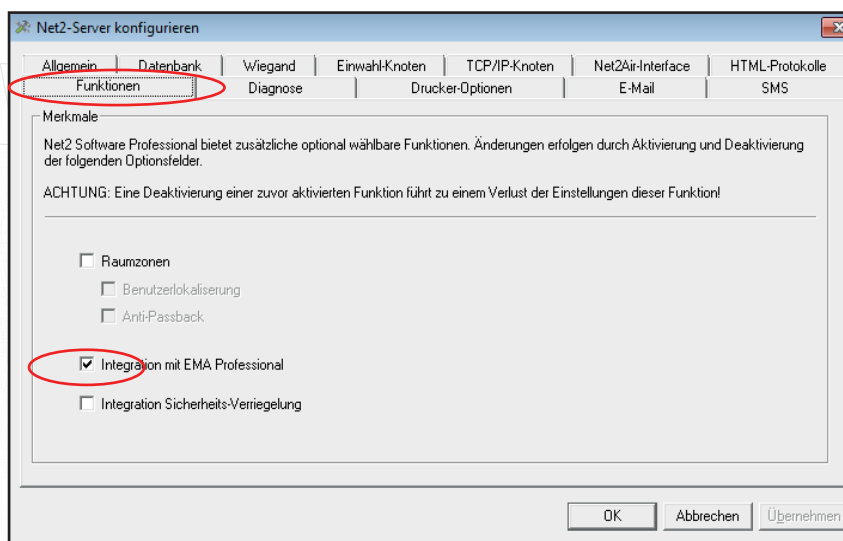 Net2-Server konfigurieren
Allgemein Datenbank Wiegand Einwahl-Knoten TCP/IP-Knoten Net2Air-Interface HTML-Protokolle
Funktionen Diagnose Drucker-Optionen E-Mail SMS
Merkmale
Net2 Software Professional bietet zusätzliche optional wählbare Funktionen. Änderungen erfolgen durch Aktivierung und Deaktivierung
der folgenden Optionsfelder.
ACHTUNG: Eine Deaktivierung einer zuvor aktivierten Funktion führt zu einem Verlust der Einstellungen dieser Funktion!
Raumzonen
Benutzerlokaliserung
Anti-Passback
Integration mit EMA Professional
Integration Sicherheits-Verriegelung
OK Abbrechen Übernehmen